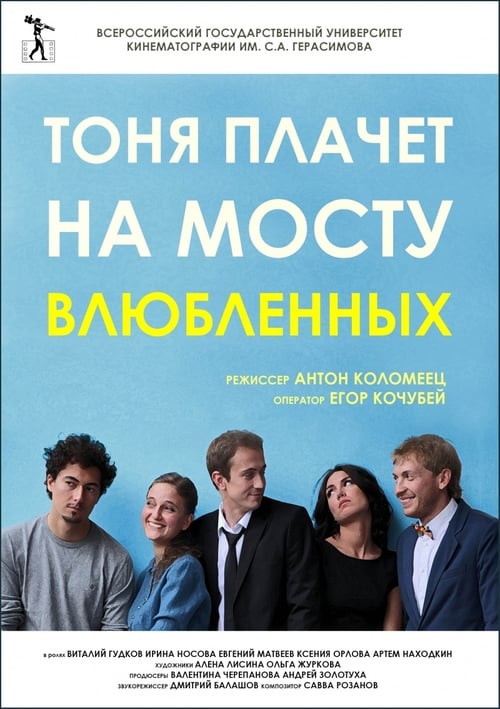 ВСЕРОССИЙСКИЙ ГОСУДАРСТВЕННЫЙ УНИВЕРСИТЕТ
КИНЕМАТОГРАФИИ ИМ. С.А. ГЕРАСИМОВА
ТОНЯ ПЛАЧЕТ
НА МОСТУ
ВЛЮБЛЕННЫХ
РЕЖИССЕР АНТОН КОЛОМЕЕЦ
ОПЕРАТОР ЕГОР КОЧУБЕЙ
В РОЛЯХ ВИТАЛИЙ ГУДКОВ ИРИНА НОСОВА ЕВГЕНИЙ МАТВЕЕВ КСЕНИЯ ОРЛОВА АРТЕМ НАХОДКИН
ХУДОЖНИКИ АЛЕНА ЛИСИНА ОЛЬГА ЖУРКОВА
ПРОДЮСЕРЫ ВАЛЕНТИНА ЧЕРЕПАНОВА АНДРЕЙ ЗОЛОТУХА
ЗВУКОРЕЖИССЕР ДМИТРИЙ БАЛАШОВ КОМПОЗИТОР САВВА РОЗАНОВ